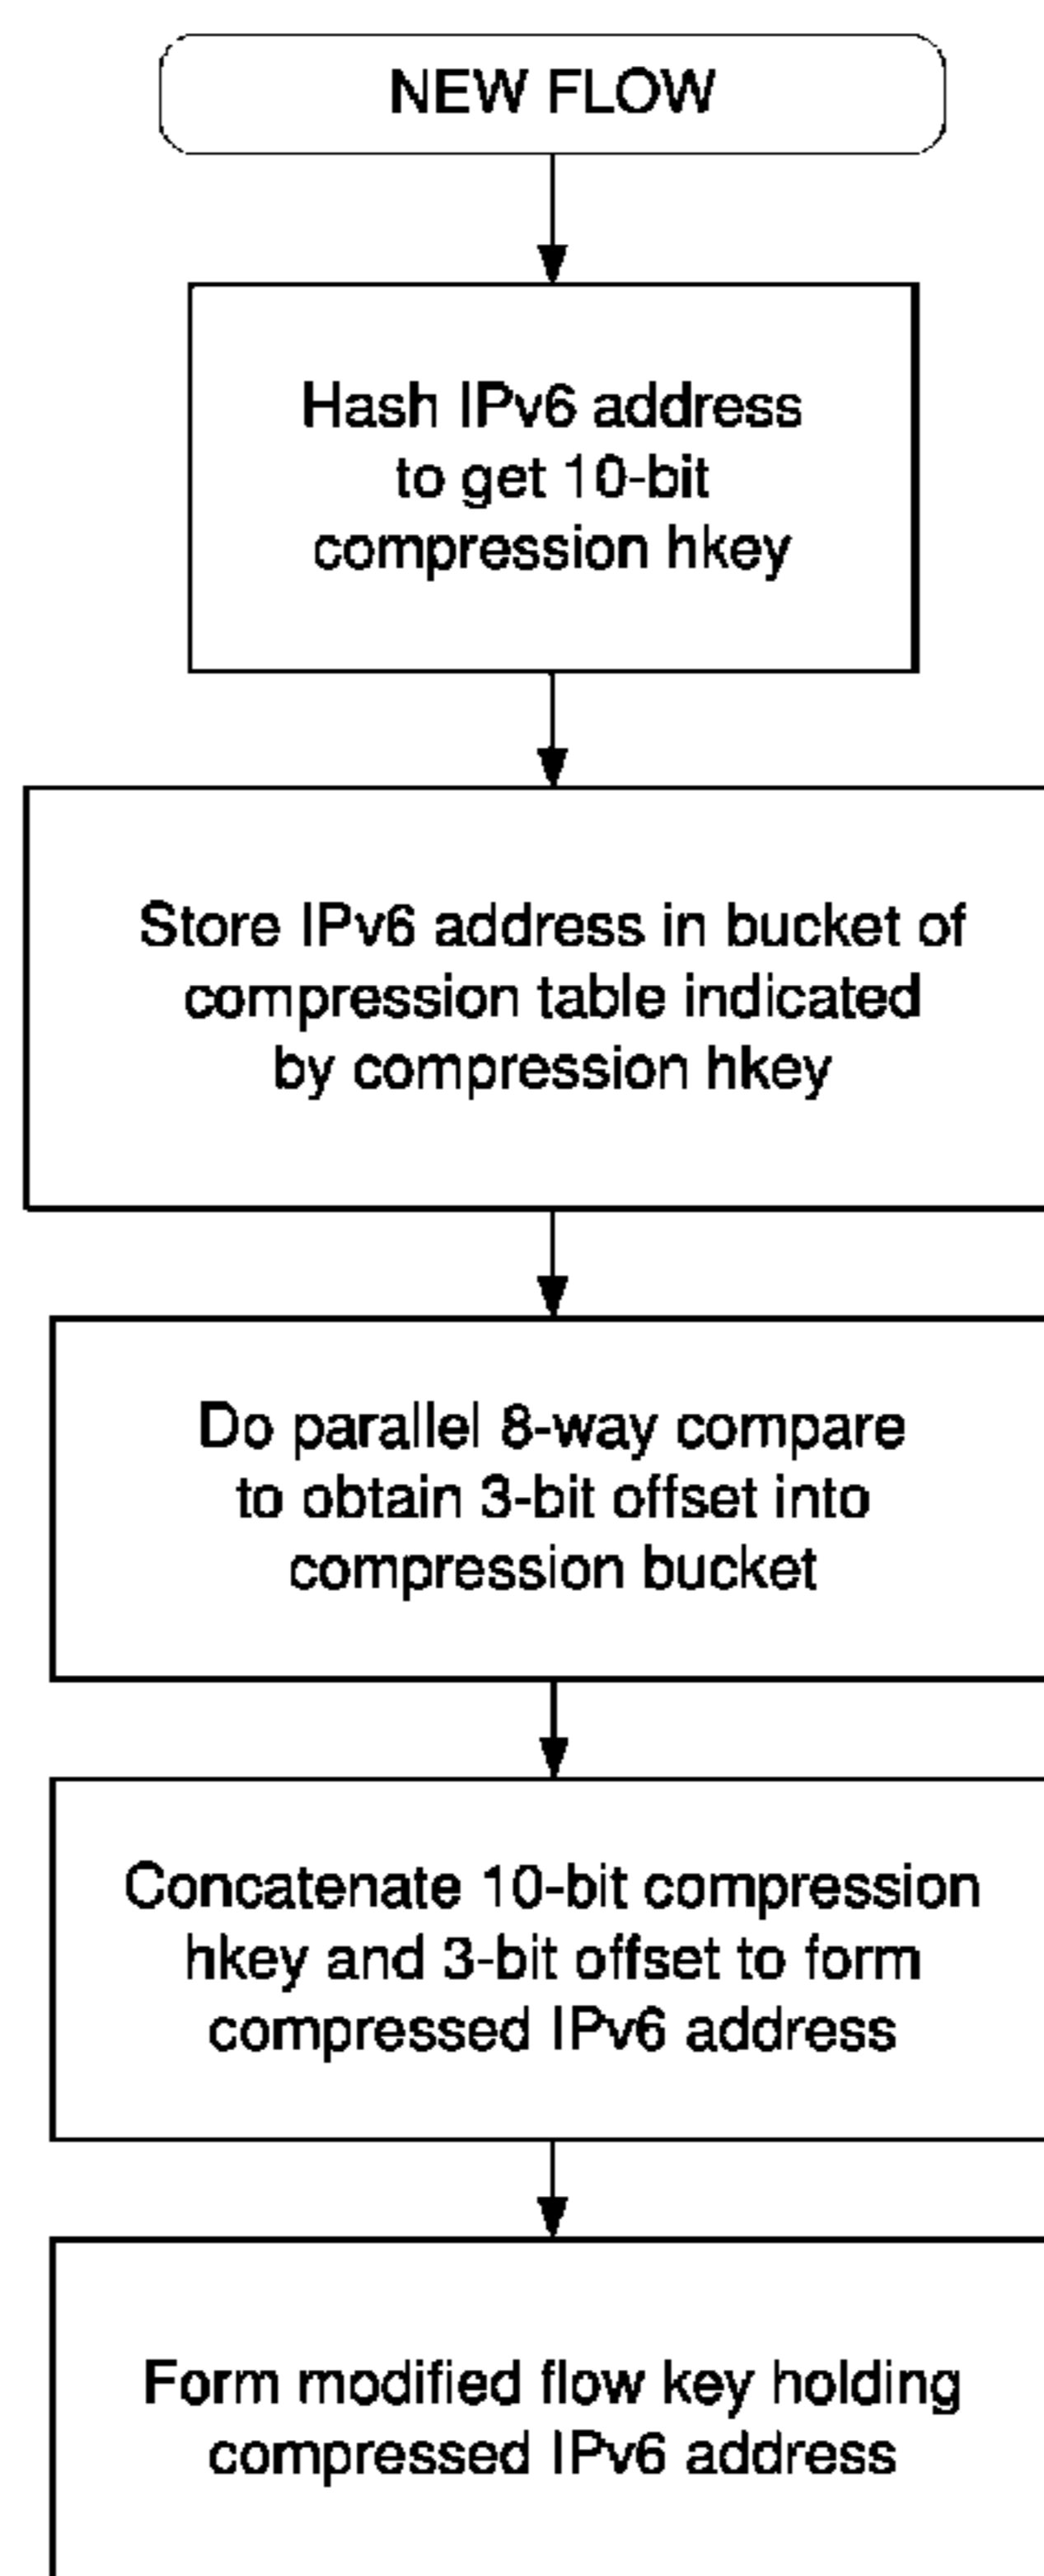 NEW FLOW
Hash IPv6 address
to get 10-bit
compression hkey
Store IPv6 address in bucket of
compression table indicated
by compression hkey
Do parallel 8-way compare
to obtain 3-bit offset into
compression bucket
Concatenate 10-bit compression
hkey and 3-bit offset to form
compressed IPv6 address
Form modified flow key holding
compressed IPv6 address